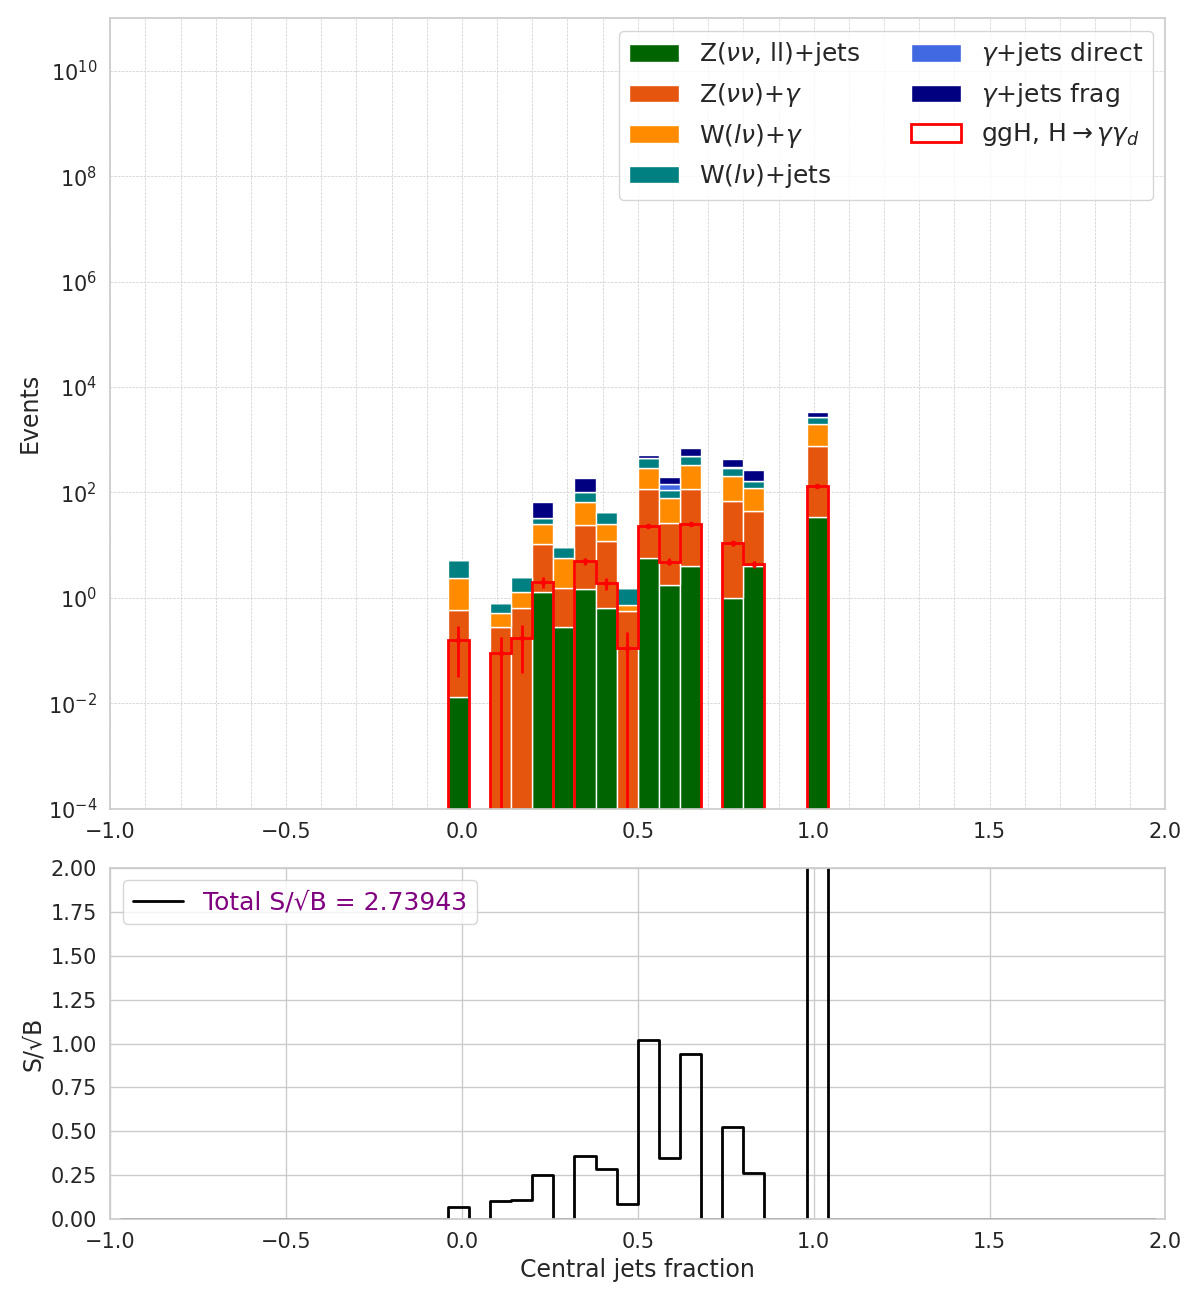 Z(νν, ll)+jets
Z(νν)+γ
W(lν)+γ
W(lν)+jets
γ+jets direct
γ+jets frag
ggH, H→γγ_d
Events
10^10
10^8
10^6
10^4
10^2
10^0
10^−2
10^−4
−1.0 −0.5 0.0 0.5 1.0 1.5 2.0
Total S/√B = 2.73943
S/√B
2.00
1.75
1.50
1.25
1.00
0.75
0.50
0.25
0.00
−1.0 −0.5 0.0 0.5 1.0 1.5 2.0
Central jets fraction